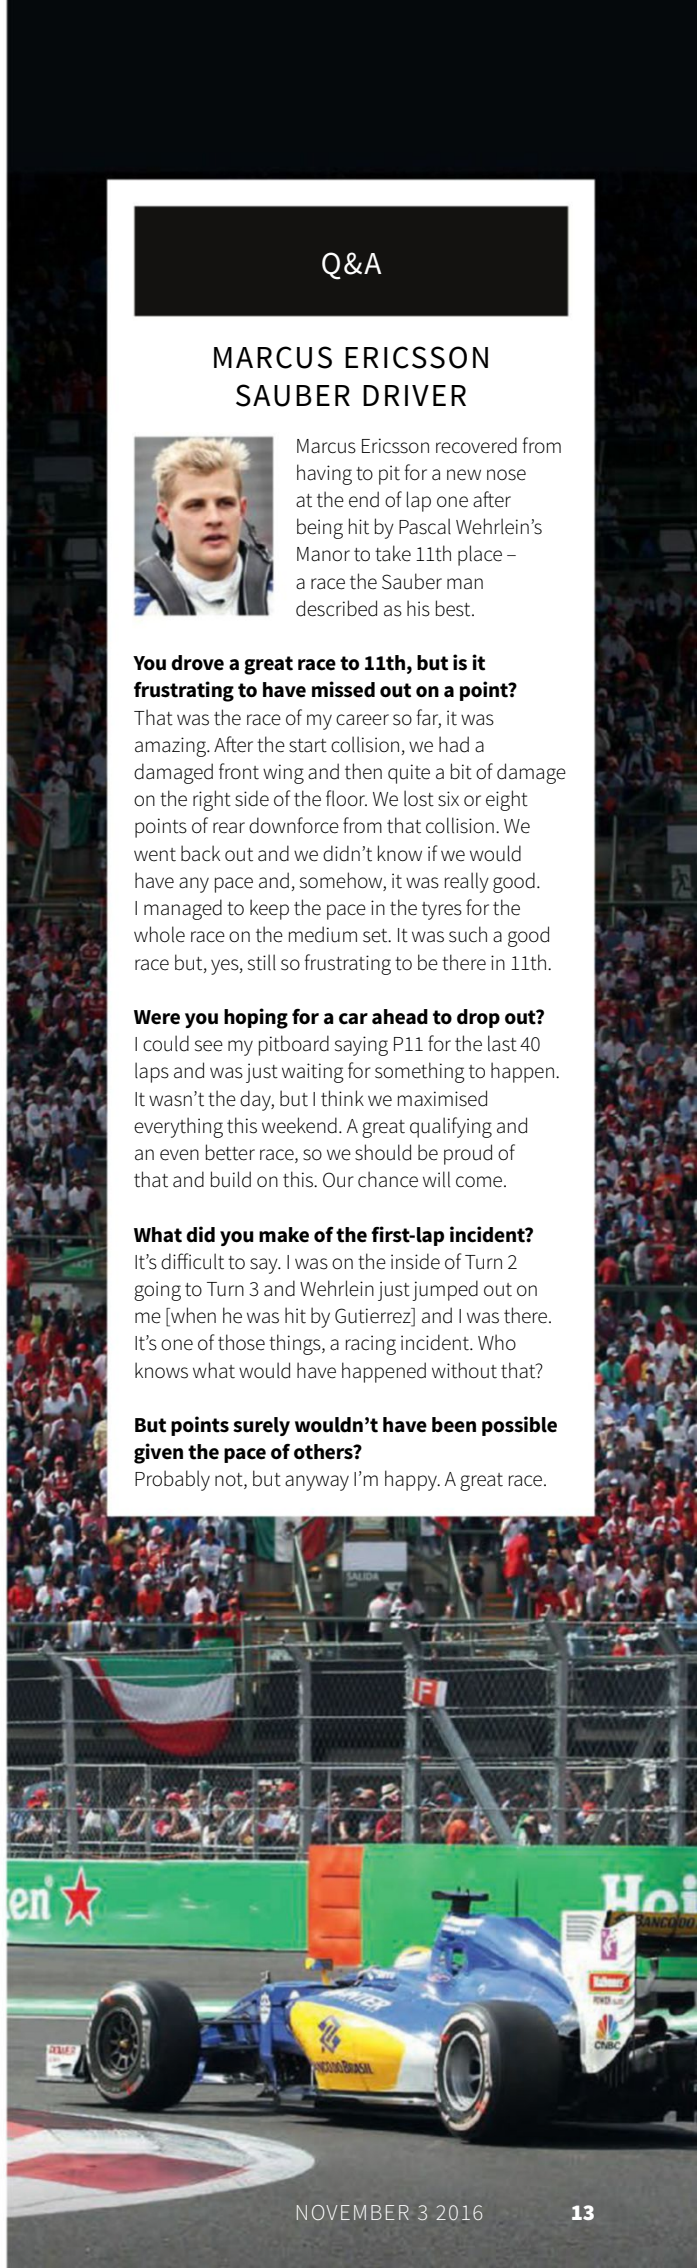 Q&A
MARCUS ERICSSON
SAUBER DRIVER
Marcus Ericsson recovered from
having to pit for a new nose
at the end of lap one after
being hit by Pascal Wehrlein’s
Manor to take 11th place –
a race the Sauber man
described as his best.
You drove a great race to 11th, but is it
frustrating to have missed out on a point?
That was the race of my career so far, it was
amazing. After the start collision, we had a
damaged front wing and then quite a bit of damage
on the right side of the floor. We lost six or eight
points of rear downforce from that collision. We
went back out and we didn’t know if we would
have any pace and, somehow, it was really good.
I managed to keep the pace in the tyres for the
whole race on the medium set. It was such a good
race but, yes, still so frustrating to be there in 11th.
Were you hoping for a car ahead to drop out?
I could see my pitboard saying P11 for the last 40
laps and was just waiting for something to happen.
It wasn’t the day, but I think we maximised
everything this weekend. A great qualifying and
an even better race, so we should be proud of
that and build on this. Our chance will come.
What did you make of the first-lap incident?
It’s difficult to say. I was on the inside of Turn 2
going to Turn 3 and Wehrlein just jumped out on
me [when he was hit by Gutierrez] and I was there.
It’s one of those things, a racing incident. Who
knows what would have happened without that?
But points surely wouldn’t have been possible
given the pace of others?
Probably not, but anyway I’m happy. A great race.
SALIDA
F
ken
Hei
BANCO DO
CNBC
BANCO DO BRASIL
NOVEMBER 3 2016 13